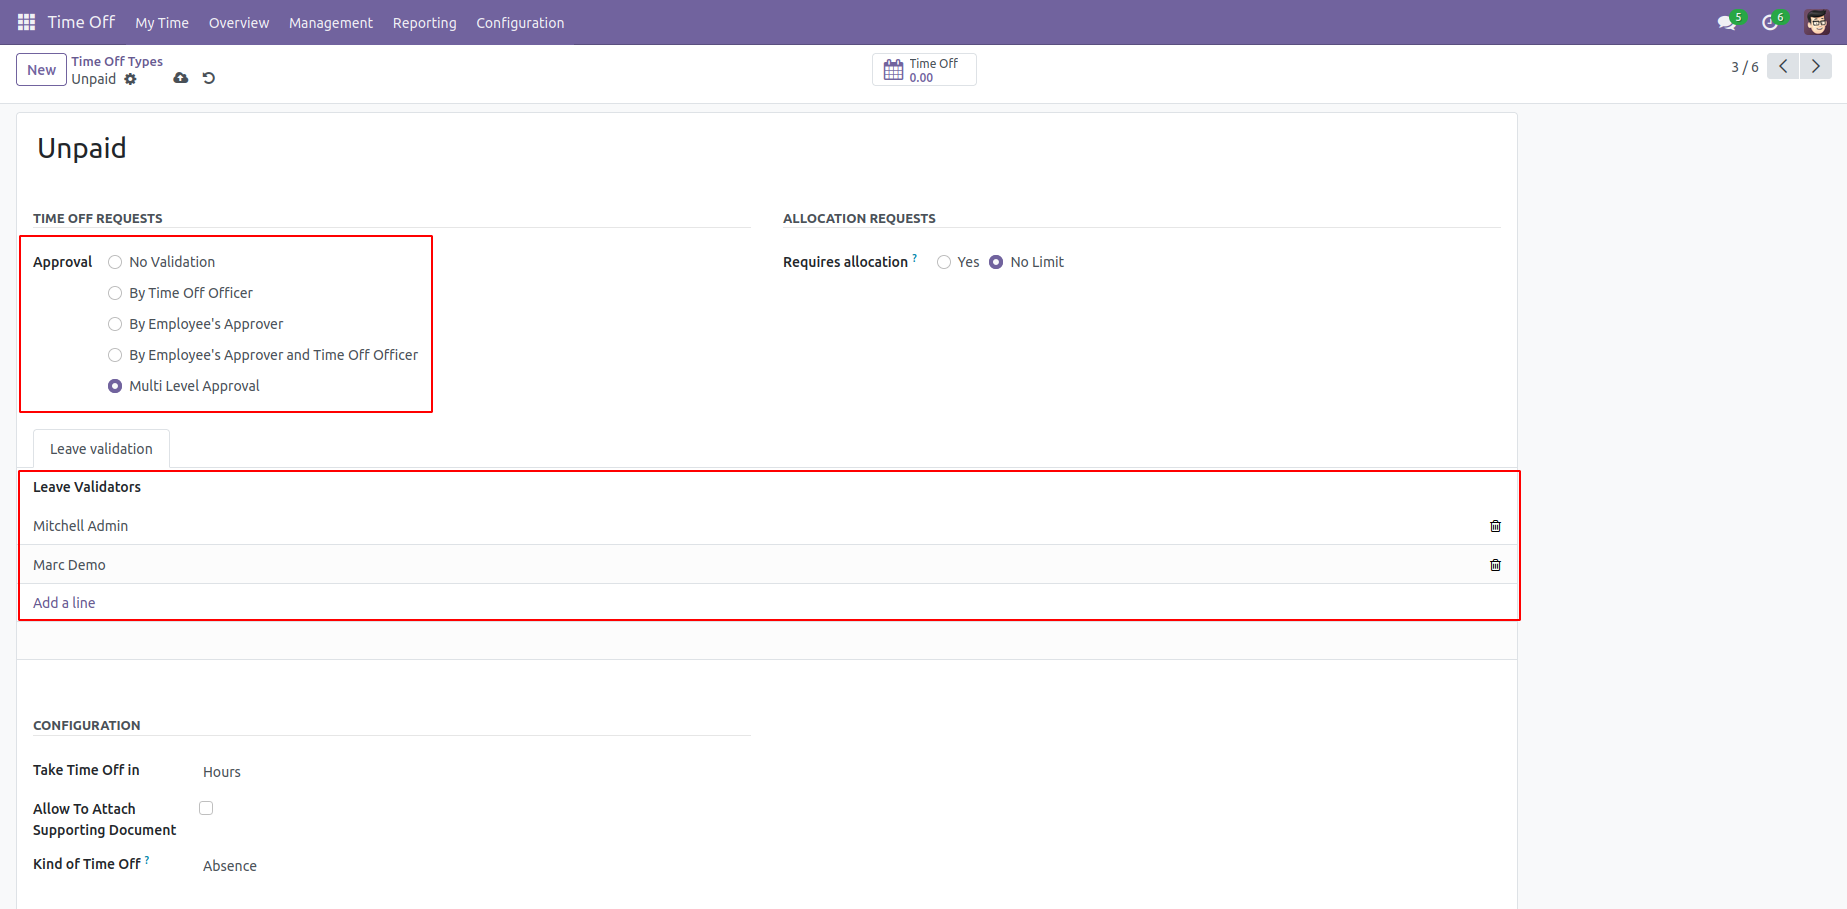 Time Off My Time Overview Management Reporting Configuration 5 6
New Time Off Types
Unpaid
Time Off
0.00
3 / 6
Unpaid
TIME OFF REQUESTS
ALLOCATION REQUESTS
Approval No Validation
By Time Off Officer
By Employee's Approver
By Employee's Approver and Time Off Officer
Multi Level Approval
Requires allocation ? Yes No Limit
Leave validation
Leave Validators
Mitchell Admin
Marc Demo
Add a line
CONFIGURATION
Take Time Off in Hours
Allow To Attach
Supporting Document
Kind of Time Off ? Absence